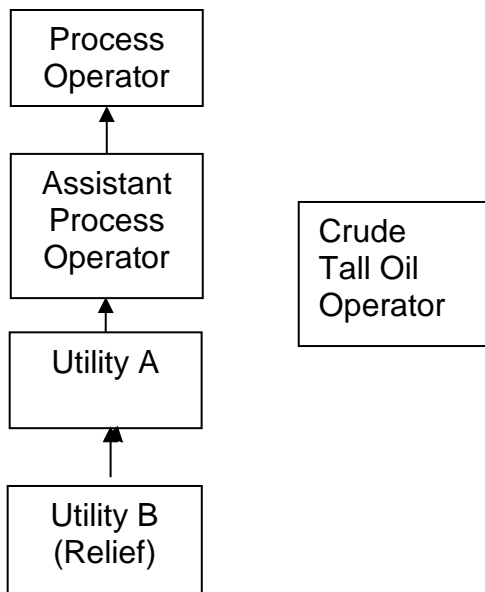 Process
Operator
Assistant
Process
Operator
Crude
Tall Oil
Operator
Utility A
Utility B
(Relief)